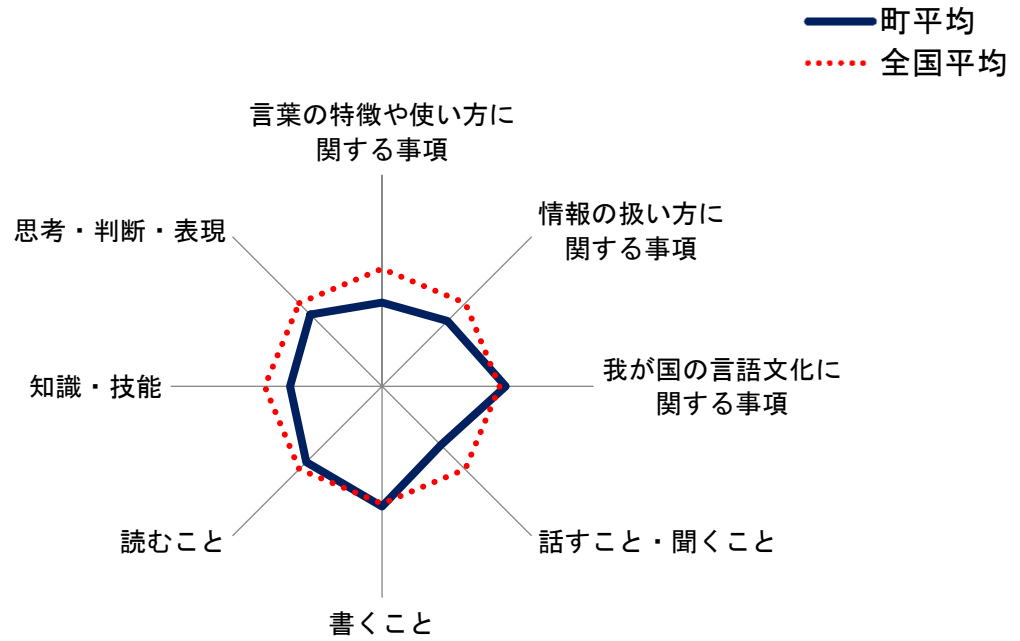 町平均
全国平均
言葉の特徴や使い方に
関する事項
情報の扱い方に
関する事項
我が国の言語文化に
関する事項
話すこと・聞くこと
書くこと
読むこと
知識・技能
思考・判断・表現